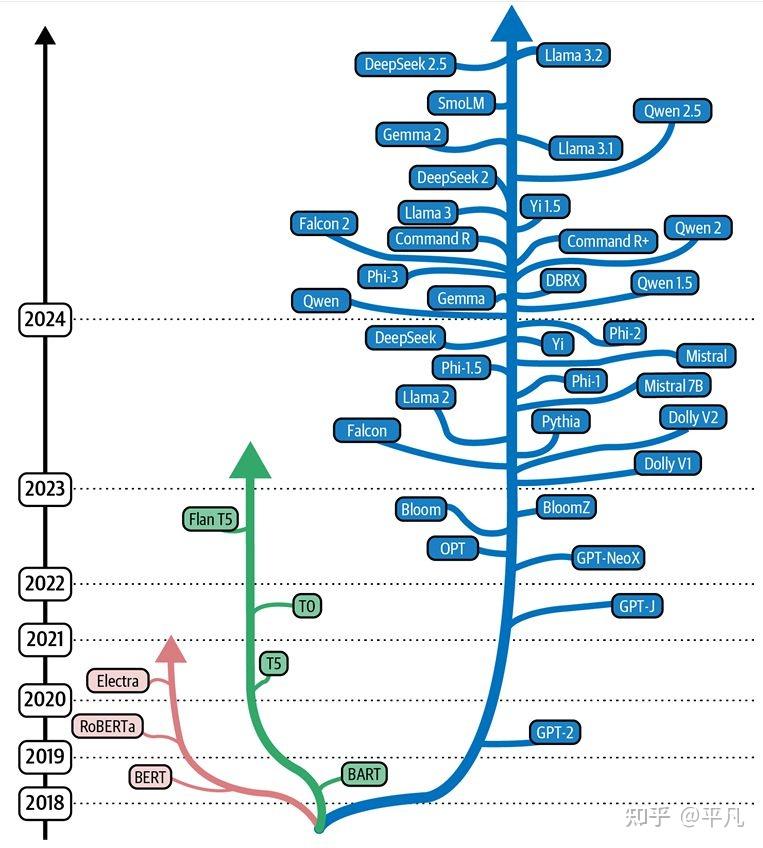 DeepSeek 2.5
Llama 3.2
SmoLM
Qwen 2.5
Gemma 2
Llama 3.1
DeepSeek 2
Yi 1.5
Llama 3
Falcon 2
Qwen 2
Command R
Command R+
Phi-3
DBRX
Qwen 1.5
Gemma
Qwen
2024
Phi-2
DeepSeek
Yi
Mistral
Phi-1.5
Phi-1
Mistral 7B
Llama 2
Dolly V2
Pythia
Falcon
Dolly V1
2023
Bloom
BloomZ
Flan T5
OPT
GPT-NeoX
2022
T0
GPT-J
2021
T5
Electra
2020
RoBERTa
GPT-2
2019
BERT
BART
2018
知乎 @平凡